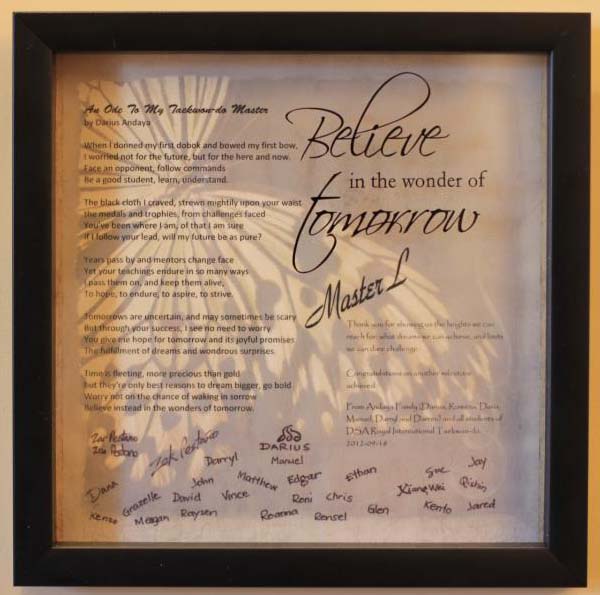 An Ode To My Taekwon-do Master
by Darius Andaya
When I donned my first dobok and bowed my first bow,
I worried not for the future, but for the here and now.
Face an opponent, follow commands
Be a good student, learn, understand.
The black cloth I craved, strewn mightily upon your waist
the medals and trophies, from challenges faced
You've been where I am, of that I am sure
If I follow your lead, will my future be as pure?
Years pass by and mentors change face
Yet your teachings endure in so many ways
I pass them on, and keep them alive,
To hope, to endure, to aspire, to strive.
Tomorrows are uncertain, and may sometimes be scary
But through your success, I see no need to worry
You give me hope for tomorrow and its joyful promises
The fulfillment of dreams and wondrous surprises.
Time is fleeting, more precious than gold
but they're only best reasons to dream bigger, go bold
Worry not on the chance of waking in sorrow
Believe instead in the wonders of tomorrow.
Believe
in the wonder of
tomorrow
Master L
Thank you for showing us the heights we can
reach for, what dreams we can achieve, and limits
we can dare challenge.
Congratulations on another milestone
achieved.
From Andaya Family (Darius, Rowena, Dana,
Manuel, Darryl and Darren) and all students of
DSA Royal International Taekwon-do.
2012-09-18
Zar Pestano
Zia Pestano
Zek Pestano
DARIUS
Darryl
Manuel
Dana
John
Matthew
Edgar
Ethan
Sue
Jay
Grazelle
David
Vince
Roni
Chris
Xiang Wei
Qichin
Kenzo
Meagan
Rayzen
Reanna
Rensel
Glen
Kento
Jared